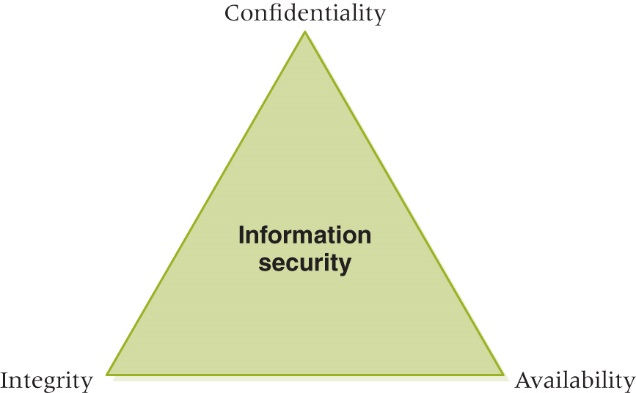 Confidentiality
Information
security
Integrity
Availability